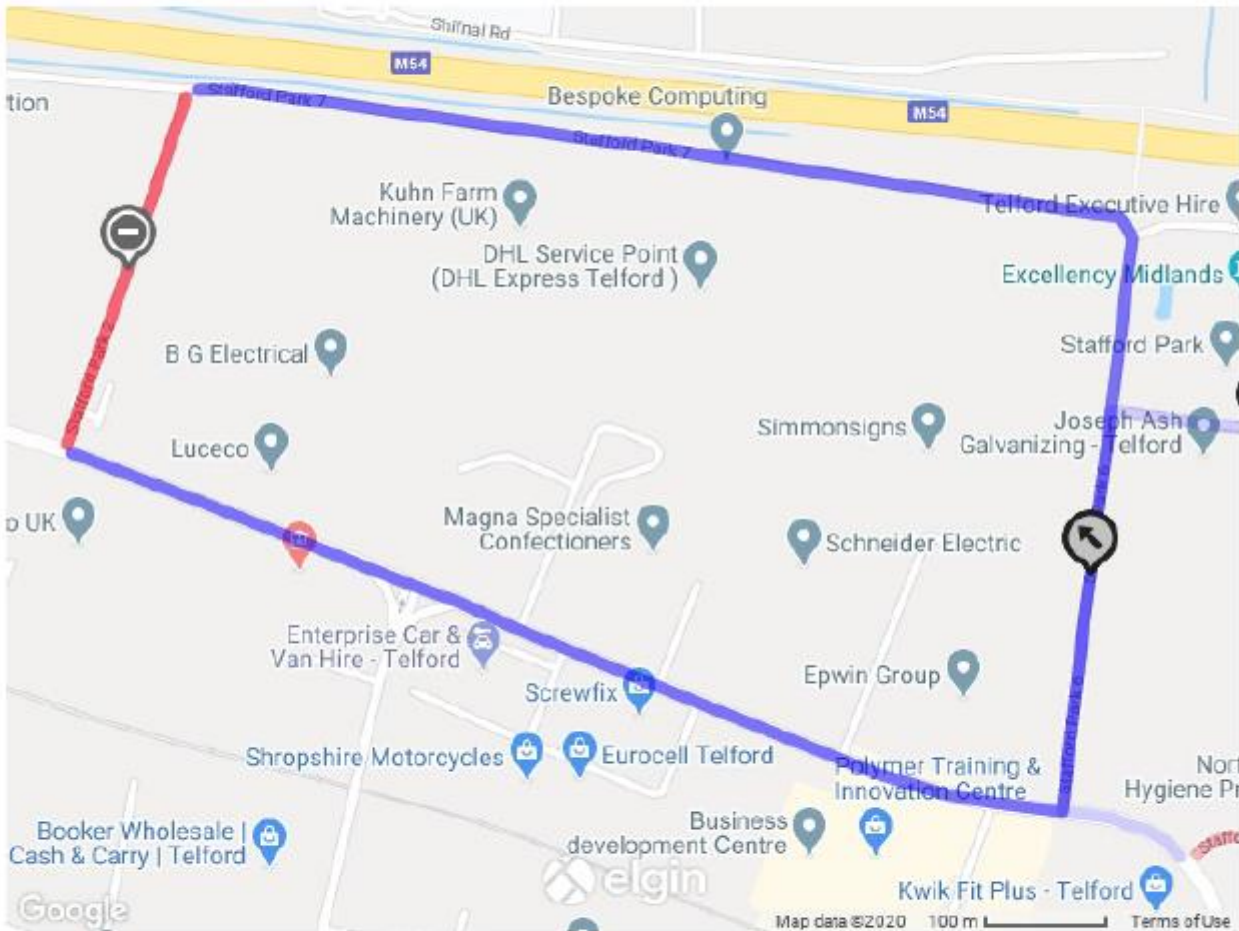 Shifnal Rd
M54
tion
Stafford Park 7
Bespoke Computing
M54
Stafford Park 7
Kuhn Farm
Machinery (UK)
Telford Executive Hire
DHL Service Point
(DHL Express Telford )
Excellency Midlands
Stafford Park 2
B G Electrical
Stafford Park
Luceco
Simmonsigns
Joseph Ash
Galvanizing - Telford
o UK
Magna Specialist
Confectioners
Schneider Electric
Enterprise Car &
Van Hire - Telford
Epwin Group
Screwfix
Stafford Park 6
Shropshire Motorcycles
Eurocell Telford
Polymer Training &
Innovation Centre
Nort
Hygiene Pr
Business
development Centre
Booker Wholesale |
Cash & Carry | Telford
Staffo
elgin
Kwik Fit Plus - Telford
Google
Map data ©2020
100 m
Terms of Use